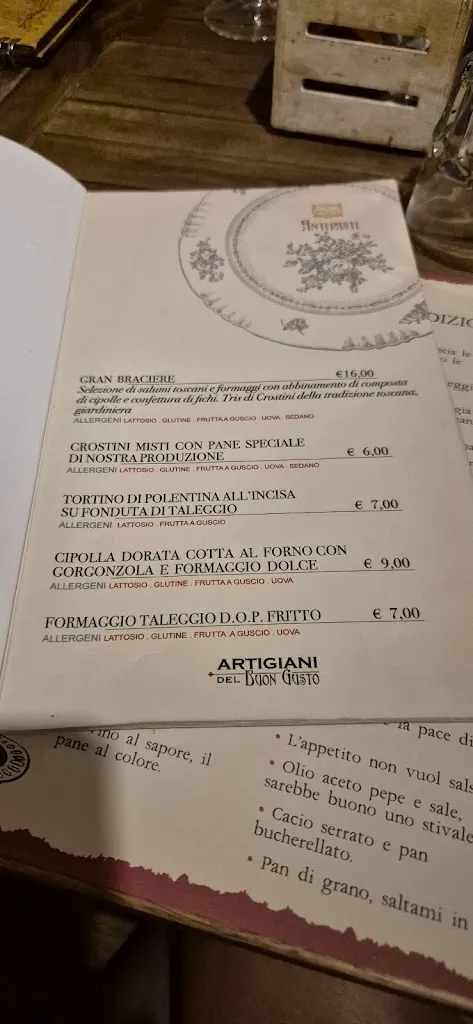 Antipasti
GRAN BRACIERE €16,00
Selezione di salumi toscani e formaggi con abbinamento di composta
di cipolle e confettura di fichi. Tris di Crostini della tradizione toscana,
giardiniera
ALLERGENI LATTOSIO . GLUTINE . FRUTTA A GUSCIO . UOVA . SEDANO
CROSTINI MISTI CON PANE SPECIALE
DI NOSTRA PRODUZIONE € 6,00
ALLERGENI LATTOSIO . GLUTINE . FRUTTA A GUSCIO . UOVA . SEDANO
TORTINO DI POLENTINA ALL'INCISA
SU FONDUTA DI TALEGGIO € 7,00
ALLERGENI LATTOSIO . FRUTTA A GUSCIO
CIPOLLA DORATA COTTA AL FORNO CON
GORGONZOLA E FORMAGGIO DOLCE € 9,00
ALLERGENI LATTOSIO . GLUTINE . FRUTTA A GUSCIO . UOVA
FORMAGGIO TALEGGIO D.O.P. FRITTO € 7,00
ALLERGENI LATTOSIO . GLUTINE . FRUTTA A GUSCIO . UOVA
ARTIGIANI
DEL BUON GUSTO
al sapore, il
pane al colore.
la pace di
• L'appetito non vuol
• Olio aceto pepe e sale,
sarebbe buono uno stivale
• Cacio serrato e pan
bucherellato.
• Pan di grano, saltami in